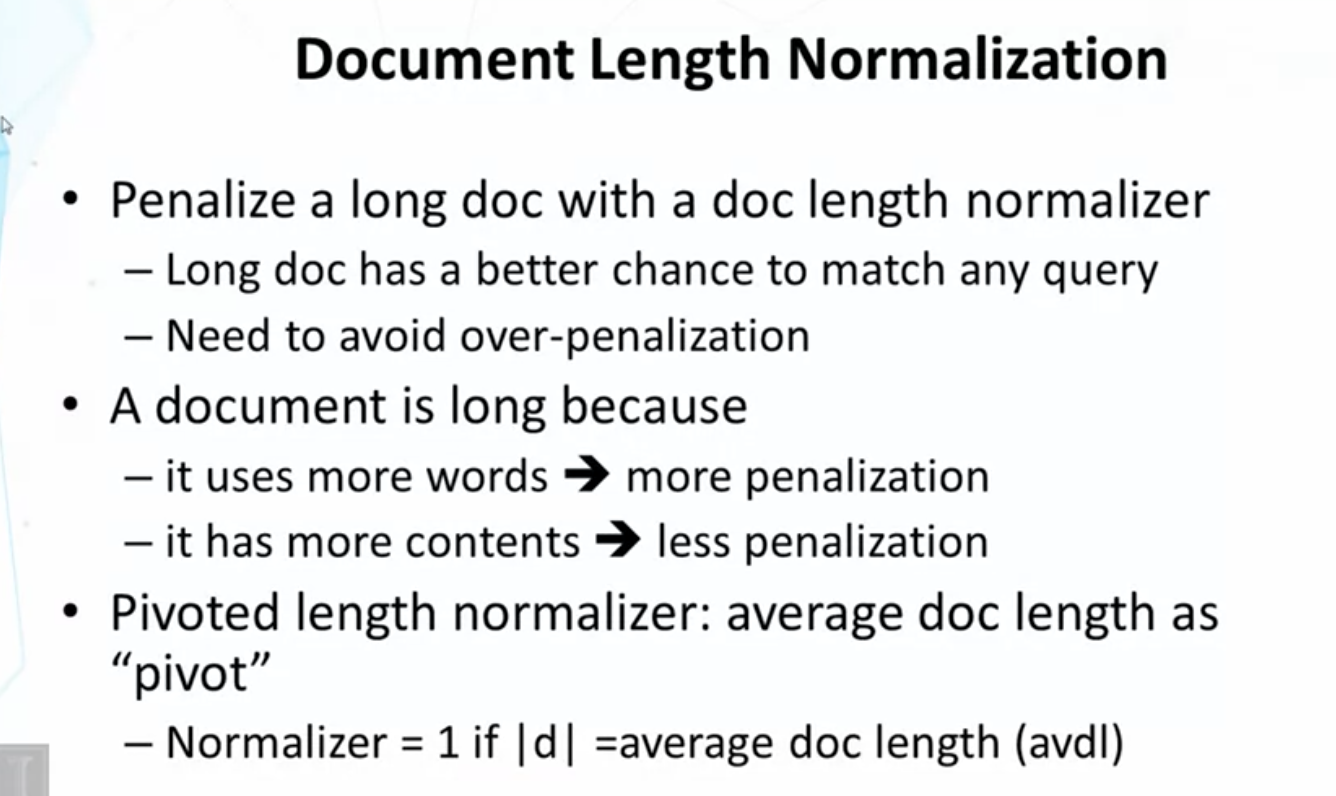 Document Length Normalization
• Penalize a long doc with a doc length normalizer
– Long doc has a better chance to match any query
– Need to avoid over-penalization
• A document is long because
– it uses more words ➔ more penalization
– it has more contents ➔ less penalization
• Pivoted length normalizer: average doc length as
“pivot”
– Normalizer = 1 if |d| =average doc length (avdl)